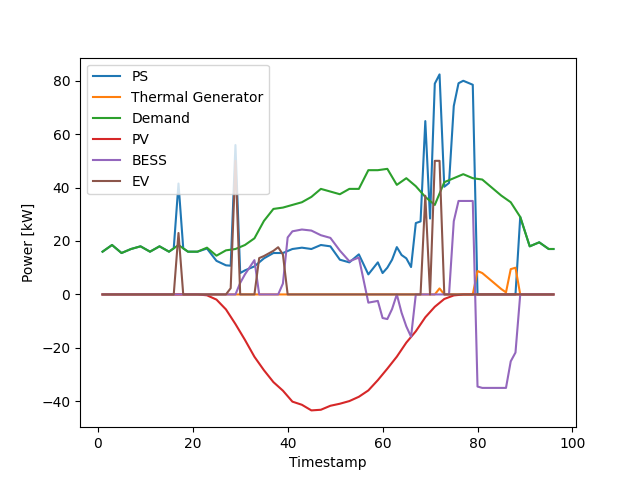 PS
Thermal Generator
Demand
PV
BESS
EV
80
60
40
20
0
−20
−40
Power [kW]
0 20 40 60 80 100
Timestamp